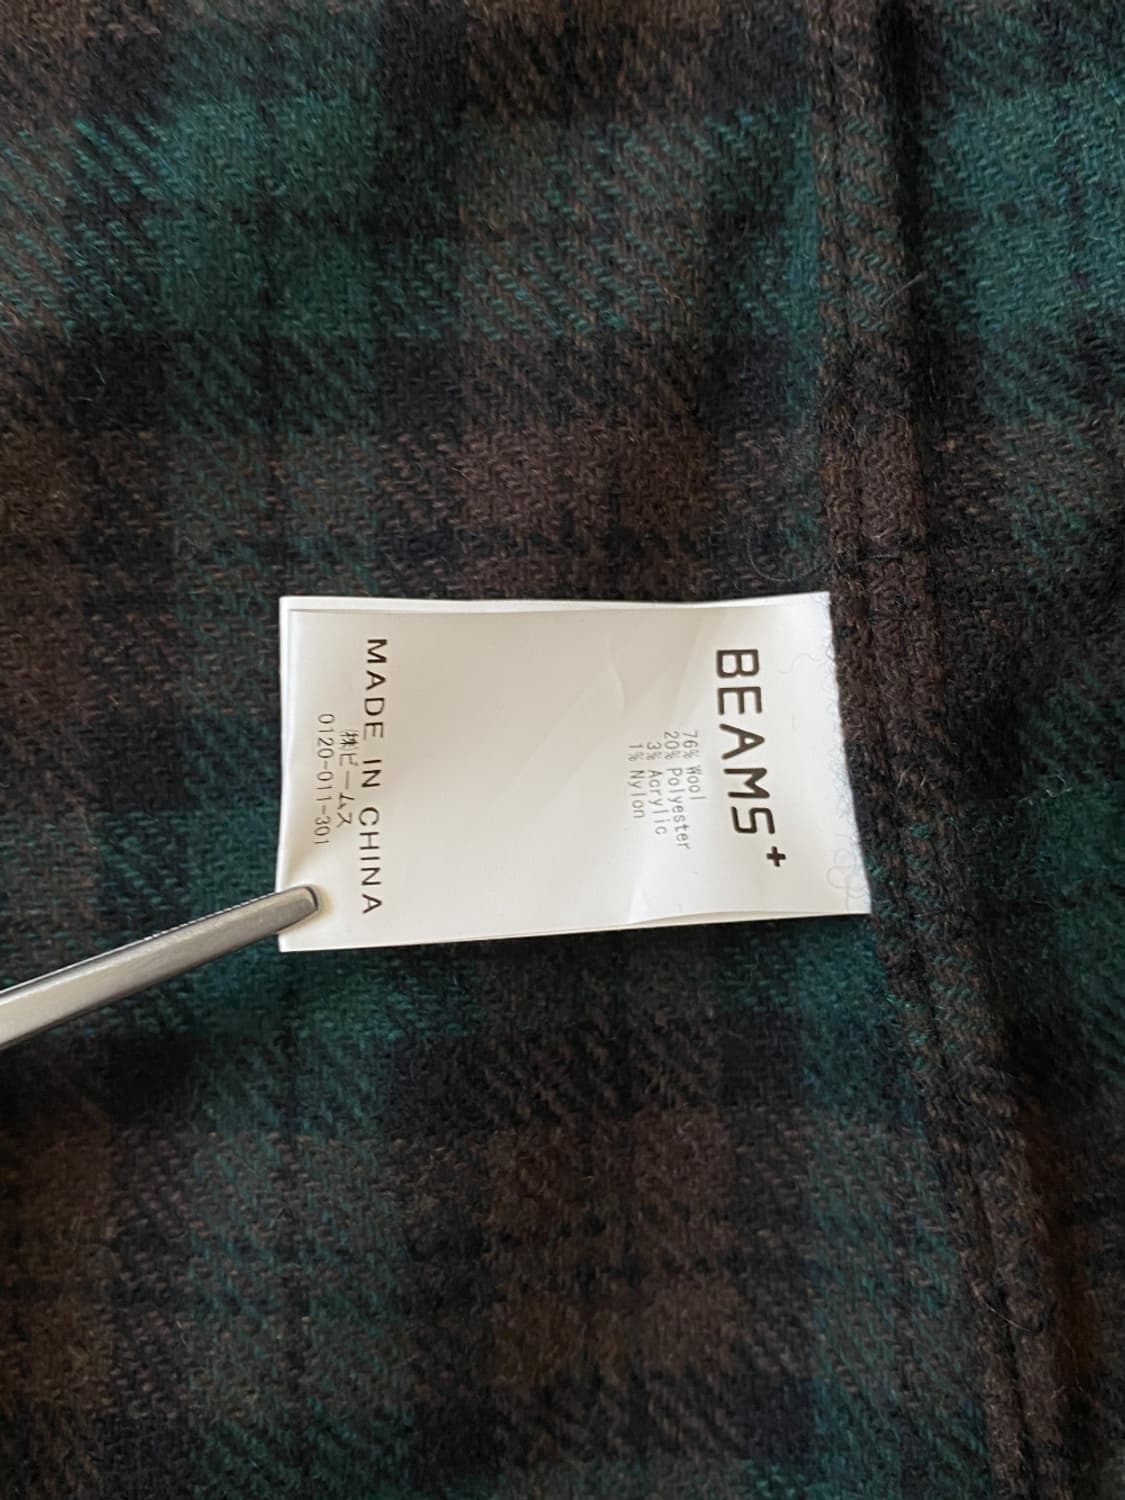 BEAMS+
76% Wool
20% Polyester
3% Acrylic
1% Nylon
MADE IN CHINA
㈱ビームス
0120-011-301